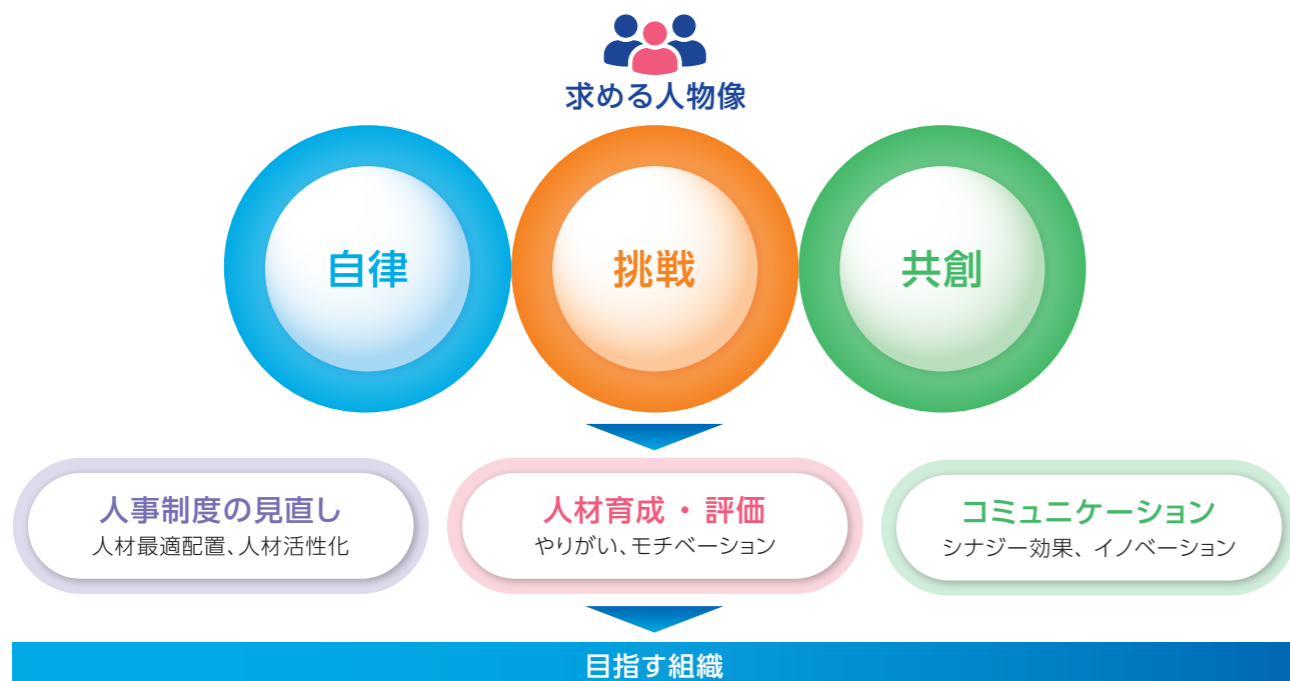 求める人物像
自律
挑戦
共創
人事制度の見直し
人材最適配置、人材活性化
人材育成・評価
やりがい、モチベーション
コミュニケーション
シナジー効果、イノベーション
目指す組織